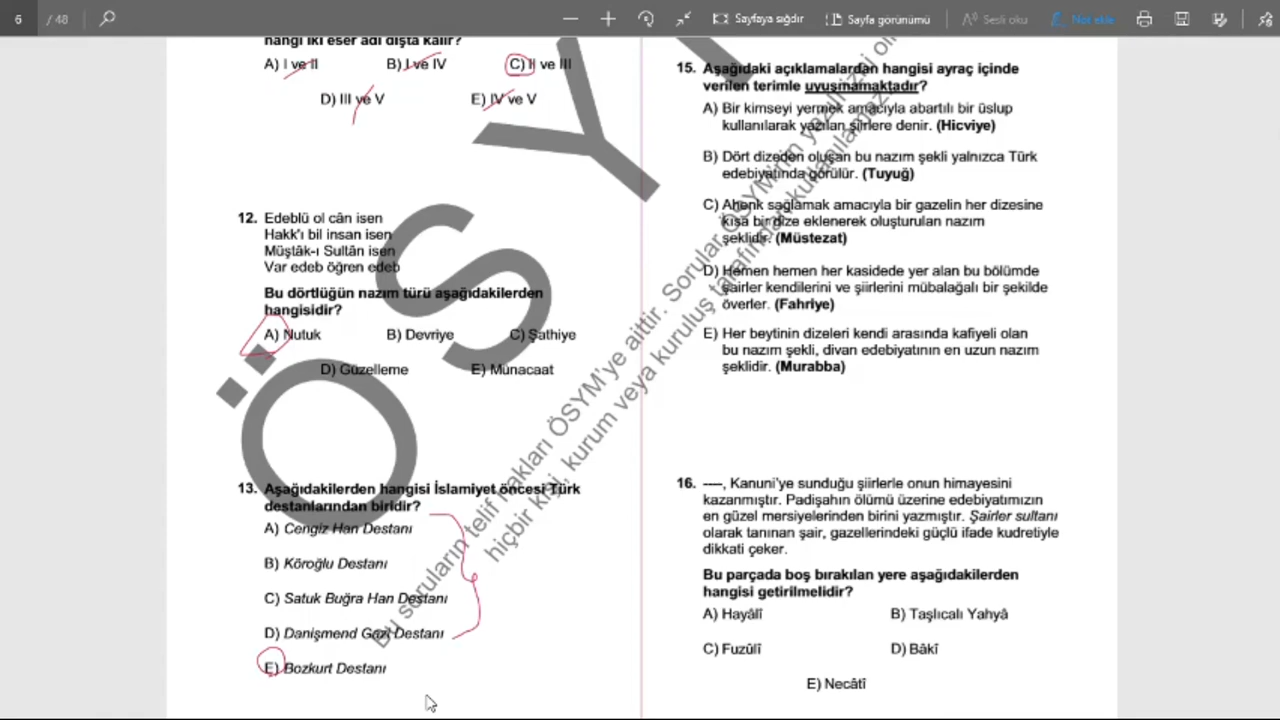 6 / 48
Sayfaya sığdır
Sayfa görünümü
Sesli oku
Not ekle
hangi iki eser adı dışta kalır?
A) I ve II B) I ve IV C) II ve III
D) III ve V E) IV ve V
12. Edeblü ol cân isen
Hakk'ı bil insan isen
Müştâk-ı Sultân isen
Var edeb öğren edeb
Bu dörtlüğün nazım türü aşağıdakilerden
hangisidir?
A) Nutuk B) Devriye C) Şathiye
D) Güzelleme E) Münacaat
13. Aşağıdakilerden hangisi İslamiyet öncesi Türk
destanlarından biridir?
A) Cengiz Han Destanı
B) Köroğlu Destanı
C) Satuk Buğra Han Destanı
D) Danişmend Gazi Destanı
E) Bozkurt Destanı
15. Aşağıdaki açıklamalardan hangisi ayraç içinde
verilen terimle uyuşmamaktadır?
A) Bir kimseyi yermek amacıyla abartılı bir üslup
kullanılarak yazılan şiirlere denir. (Hicviye)
B) Dört dizeden oluşan bu nazım şekli yalnızca Türk
edebiyatında görülür. (Tuyuğ)
C) Ahenk sağlamak amacıyla bir gazelin her dizesine
kısa bir dize eklenerek oluşturulan nazım
şeklidir. (Müstezat)
D) Hemen hemen her kasidede yer alan bu bölümde
şairler kendilerini ve şiirlerini mübalağalı bir şekilde
överler. (Fahriye)
E) Her beytinin dizeleri kendi arasında kafiyeli olan
bu nazım şekli, divan edebiyatının en uzun nazım
şeklidir. (Murabba)
16. ----, Kanuni'ye sunduğu şiirlerle onun himayesini
kazanmıştır. Padişahın ölümü üzerine edebiyatımızın
en güzel mersiyelerinden birini yazmıştır. Şairler sultanı
olarak tanınan şair, gazellerindeki güçlü ifade kudretiyle
dikkati çeker.
Bu parçada boş bırakılan yere aşağıdakilerden
hangisi getirilmelidir?
A) Hayâlî B) Taşlıcalı Yahyâ
C) Fuzûlî D) Bâkî
E) Necâtî
ÖSY
Bu soruların telif hakları ÖSYM'ye aittir. Sorular ÖSYM'nin yazılı izni
hiçbir kişi, kurum veya kuruluş tarafından kullanılamaz.